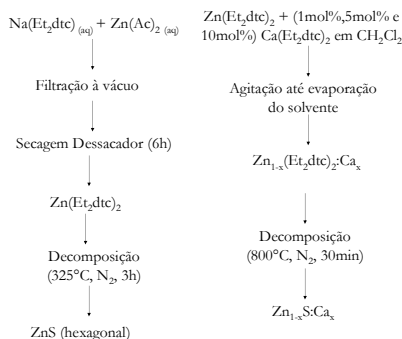 Na(Et₂dtc) (aq) + Zn(Ac)₂ (aq)
Filtração à vácuo
Secagem Dessacador (6h)
Zn(Et₂dtc)₂
Decomposição
(325°C, N₂, 3h)
ZnS (hexagonal)
Zn(Et₂dtc)₂ + (1mol%,5mol% e
10mol%) Ca(Et₂dtc)₂ em CH₂Cl₂
Agitação até evaporação
do solvente
Zn₁₋ₓ(Et₂dtc)₂:Caₓ
Decomposição
(800°C, N₂, 30min)
Zn₁₋ₓS:Caₓ